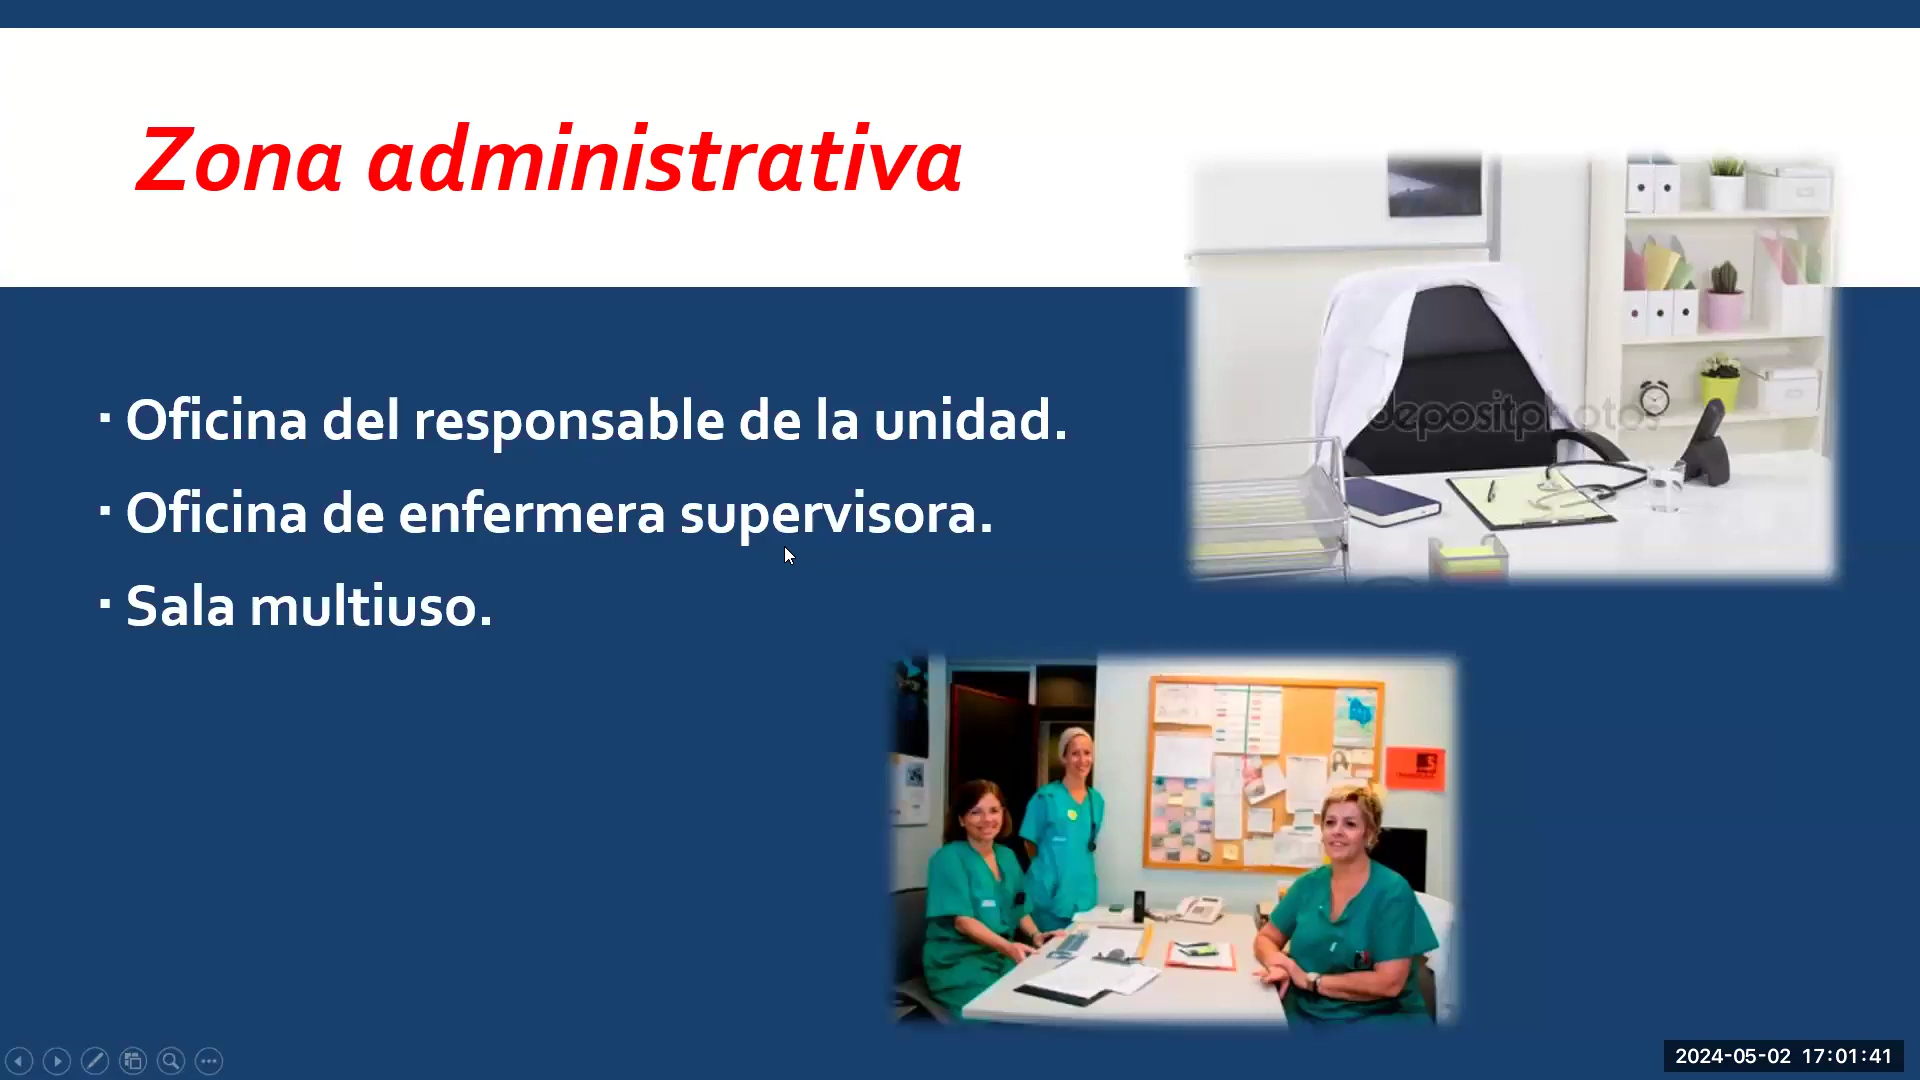 Zona administrativa
▪ Oficina del responsable de la unidad.
▪ Oficina de enfermera supervisora.
▪ Sala multiuso.
depositphotos
2024-05-02 17:01:41